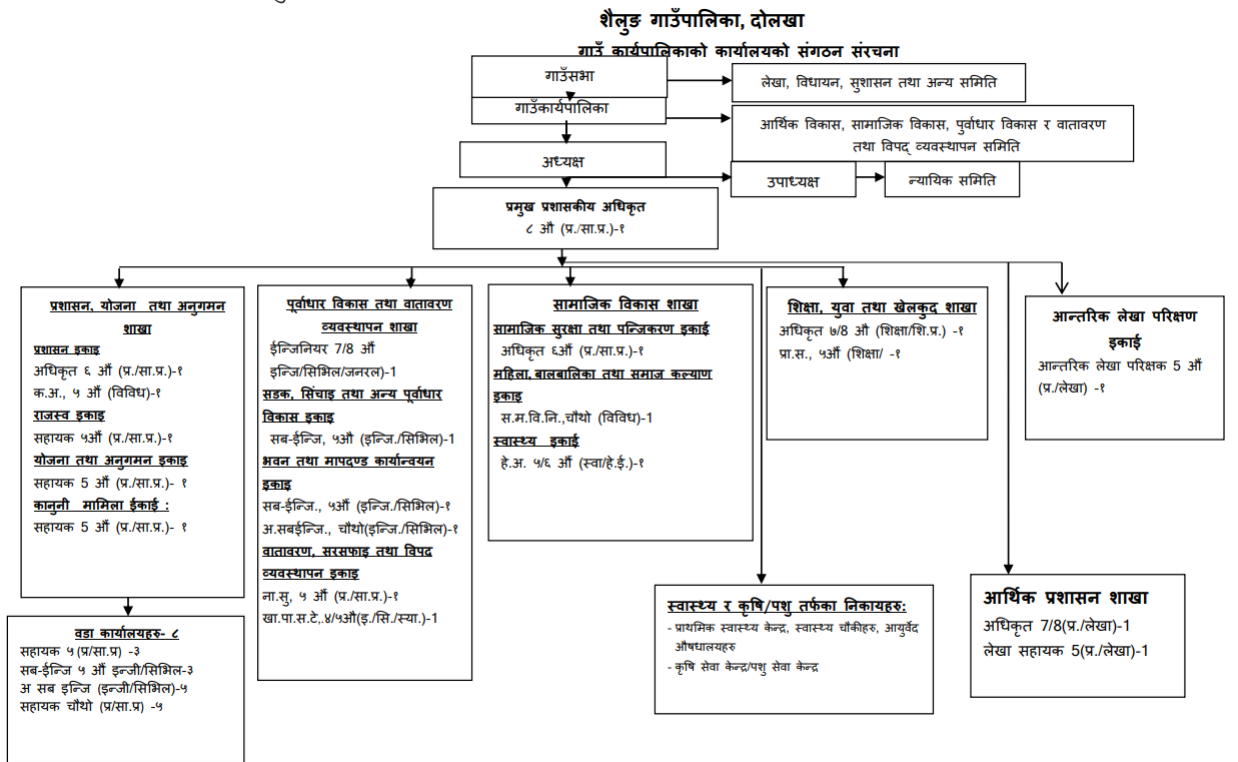 शैलुङ गाउँपालिका, दोलखा
गाउँ कार्यपालिकाको कार्यालयको संगठन संरचना
गाउँसभा
लेखा, विधायन, सुशासन तथा अन्य समिति
गाउँकार्यपालिका
आर्थिक विकास, सामाजिक विकास, पुर्वाधार विकास र वातावरण
तथा विपद् व्यवस्थापन समिति
अध्यक्ष
उपाध्यक्ष
न्यायिक समिति
प्रमुख प्रशासकीय अधिकृत
८ औ (प्र./सा.प्र.)-१
प्रशासन, योजना तथा अनुगमन
शाखा
प्रशासन इकाइ
अधिकृत ६ औं (प्र./सा.प्र.)-१
क.अ., ५ औं (विविध)-१
राजस्व इकाइ
सहायक ५औं (प्र./सा.प्र.)-१
योजना तथा अनुगमन इकाइ
सहायक 5 औं (प्र./सा.प्र.)- १
कानुनी मामिला ईकाई :
सहायक 5 औं (प्र./सा.प्र.)- १
वडा कार्यालयहरु- ८
सहायक ५ (प्र/सा.प्र) -३
सब-ईन्जि ५ औं इन्जी/सिभिल-३
अ सब इन्जि (इन्जी/सिभिल)-५
सहायक चौथो (प्र/सा.प्र) -५
पूर्वाधार विकास तथा वातावरण
व्यवस्थापन शाखा
ईन्जिनियर 7/8 औं
इन्जि/सिभिल/जनरल)-1
सडक, सिंचाइ तथा अन्य पूर्वाधार
विकास इकाइ
सब-ईन्जि, ५औ (इन्जि./सिभिल)-1
भवन तथा मापदण्ड कार्यान्वयन
इकाइ
सब-ईन्जि., ५औं (इन्जि./सिभिल)-१
अ.सबईन्जि., चौथो(इन्जि./सिभिल)-१
वातावरण, सरसफाइ तथा विपद
व्यवस्थापन इकाइ
ना.सु, ५ औं (प्र./सा.प्र.)-१
खा.पा.स.टे,.४/५औ(इ./सि./स्या.)-1
सामाजिक विकास शाखा
सामाजिक सुरक्षा तथा पन्जिकरण इकाई
अधिकृत ६औं (प्र./सा.प्र.)-१
महिला, बालबालिका तथा समाज कल्याण
इकाइ
स.म.वि.नि.,चौथो (विविध)-1
स्वास्थ्य इकाई
हे.अ. ५/६ औं (स्वा/हे.ई.)-१
शिक्षा, युवा तथा खेलकुद शाखा
अधिकृत ७/8 औ (शिक्षा/शि.प्र.) -१
प्रा.स., ५औं (शिक्षा/ -१
आन्तरिक लेखा परिक्षण
इकाई
आन्तरिक लेखा परिक्षक 5 औं
(प्र./लेखा) -१
स्वास्थ्य र कृषि/पशु तर्फका निकायहरु:
- प्राथमिक स्वास्थ्य केन्द्र, स्वास्थ्य चौकीहरु, आयुर्वेद
औषधालयहरु
- कृषि सेवा केन्द्र/पशु सेवा केन्द्र
आर्थिक प्रशासन शाखा
अधिकृत 7/8(प्र./लेखा)-1
लेखा सहायक 5(प्र./लेखा)-1